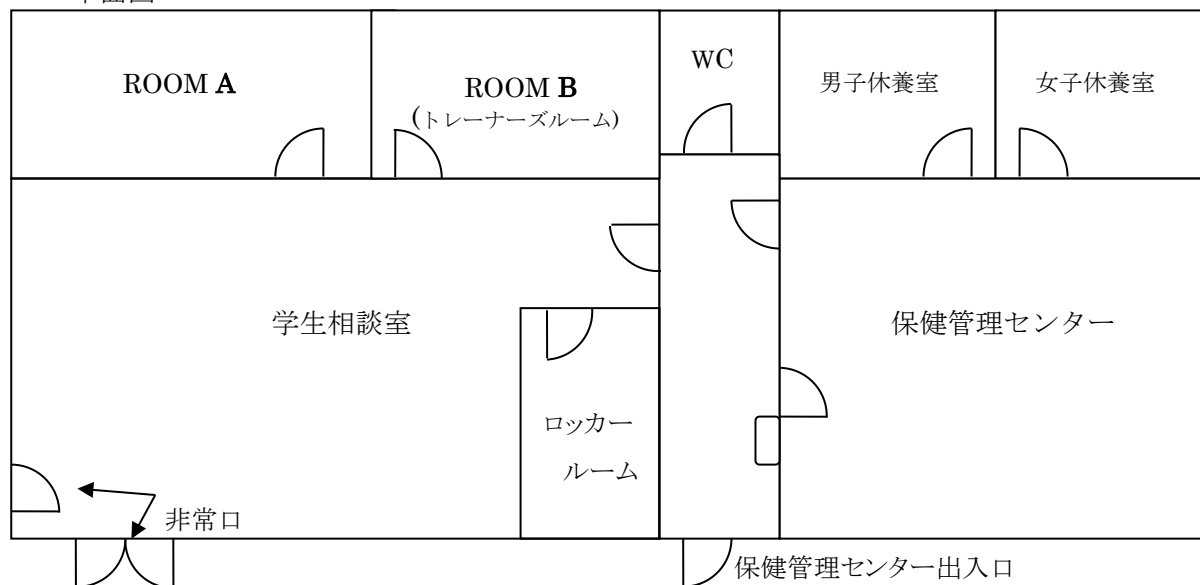 ROOM A
ROOM B
(トレーナーズルーム)
WC
男子休養室
女子休養室
学生相談室
保健管理センター
ロッカー
ルーム
非常口
保健管理センター出入口